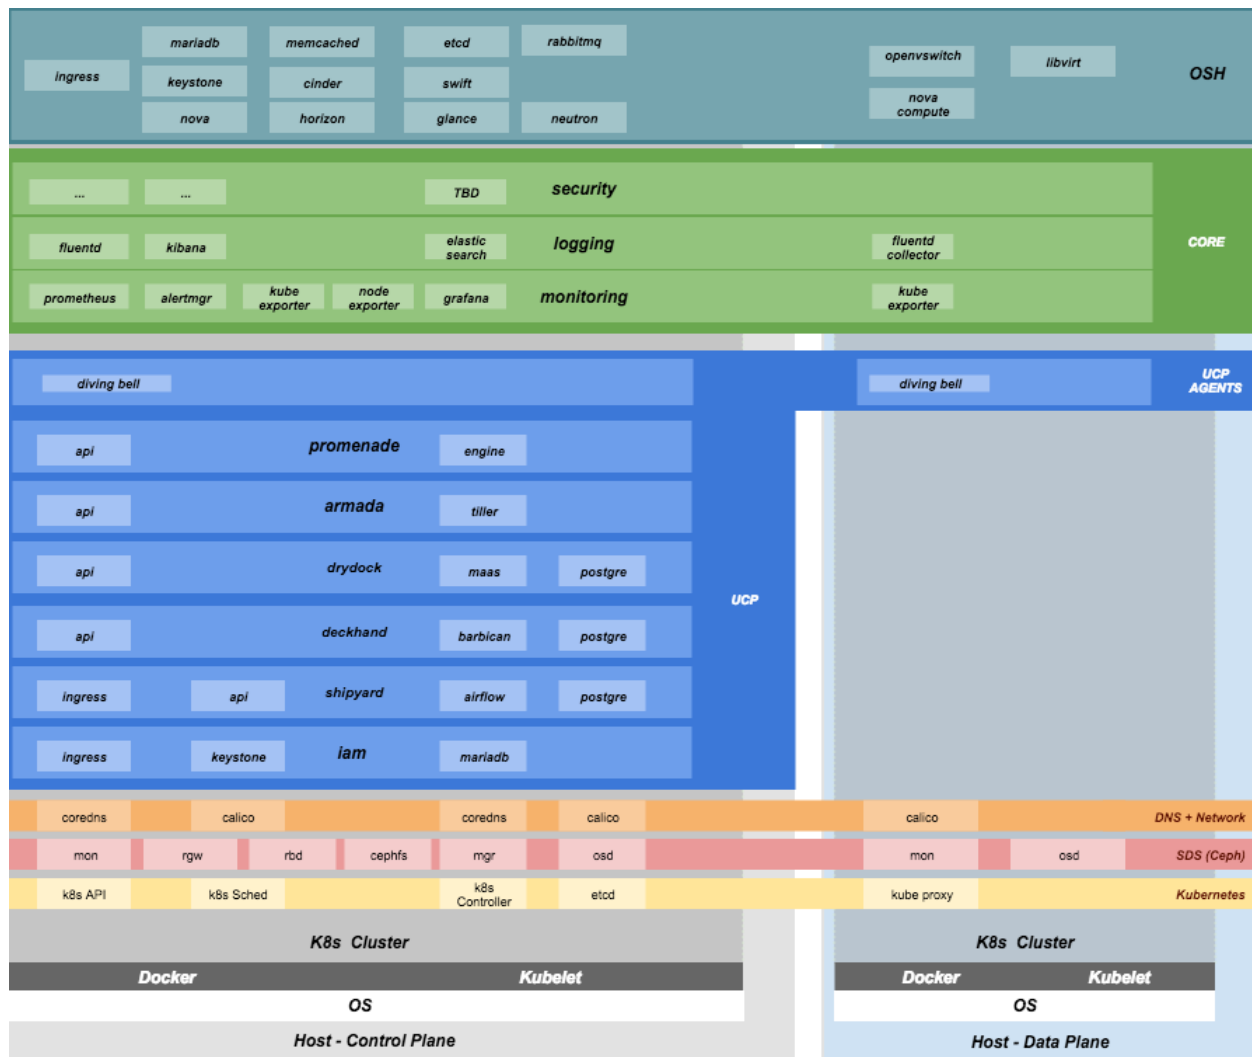 mariadb
memcached
etcd
rabbitmq
ingress
keystone
cinder
swift
nova
horizon
glance
neutron
openvswitch
libvirt
nova
compute
OSH
...
...
TBD
security
fluentd
kibana
elastic
search
logging
fluentd
collector
CORE
prometheus
alertmgr
kube
exporter
node
exporter
grafana
monitoring
kube
exporter
diving bell
diving bell
UCP
AGENTS
api
promenade
engine
api
armada
tiller
api
drydock
maas
postgre
UCP
api
deckhand
barbican
postgre
ingress
api
shipyard
airflow
postgre
ingress
keystone
iam
mariadb
coredns
calico
coredns
calico
calico
DNS + Network
mon
rgw
rbd
cephfs
mgr
osd
mon
osd
SDS (Ceph)
k8s API
k8s Sched
k8s
Controller
etcd
kube proxy
Kubernetes
K8s Cluster
K8s Cluster
Docker
Kubelet
Docker
Kubelet
OS
OS
Host - Control Plane
Host - Data Plane